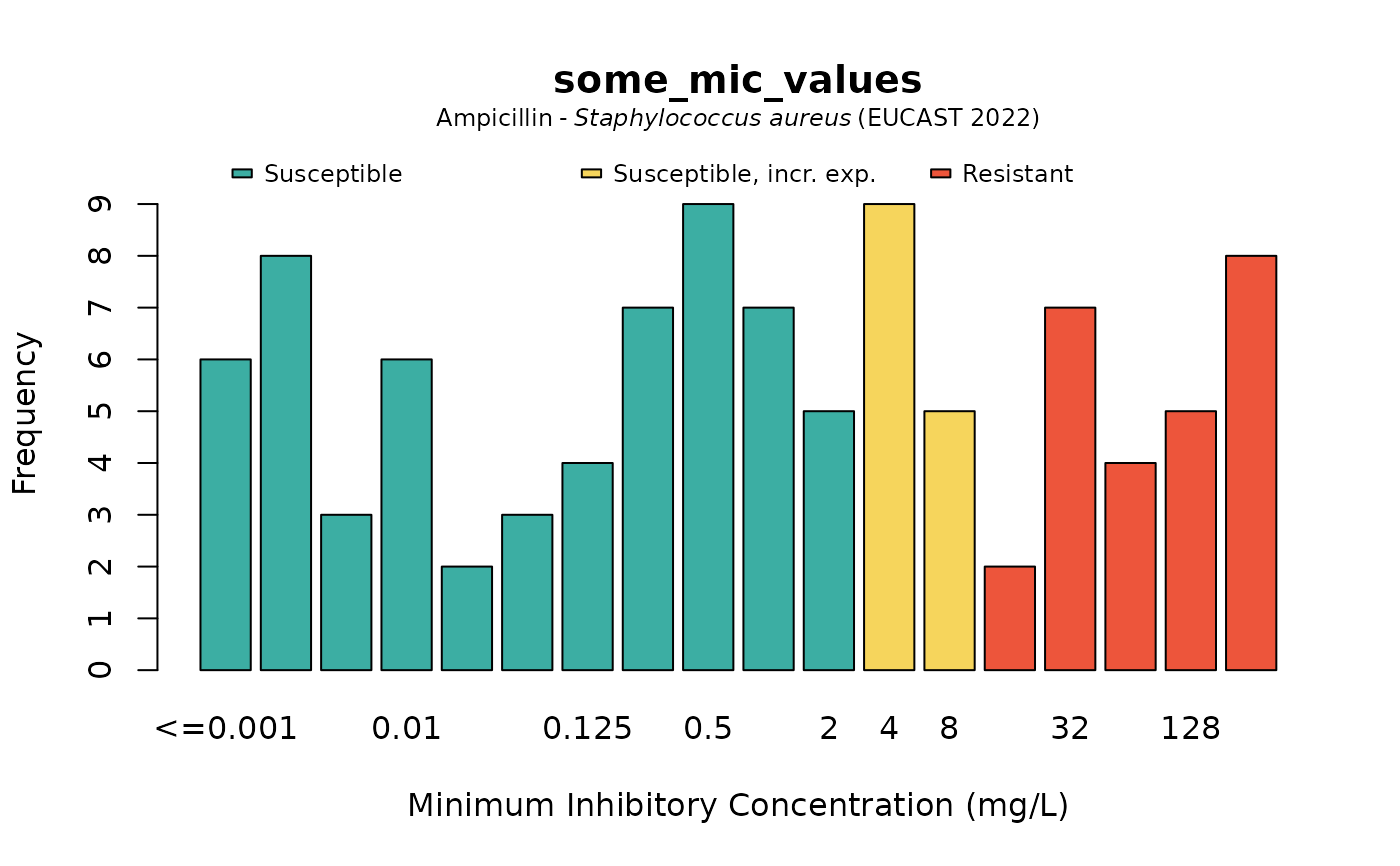 some_mic_values
Ampicillin - Staphylococcus aureus (EUCAST 2022)
Susceptible
Susceptible, incr. exp.
Resistant
9
8
7
6
5
4
3
2
1
0
Frequency
<=0.001 0.01 0.125 0.5 2 4 8 32 128
Minimum Inhibitory Concentration (mg/L)